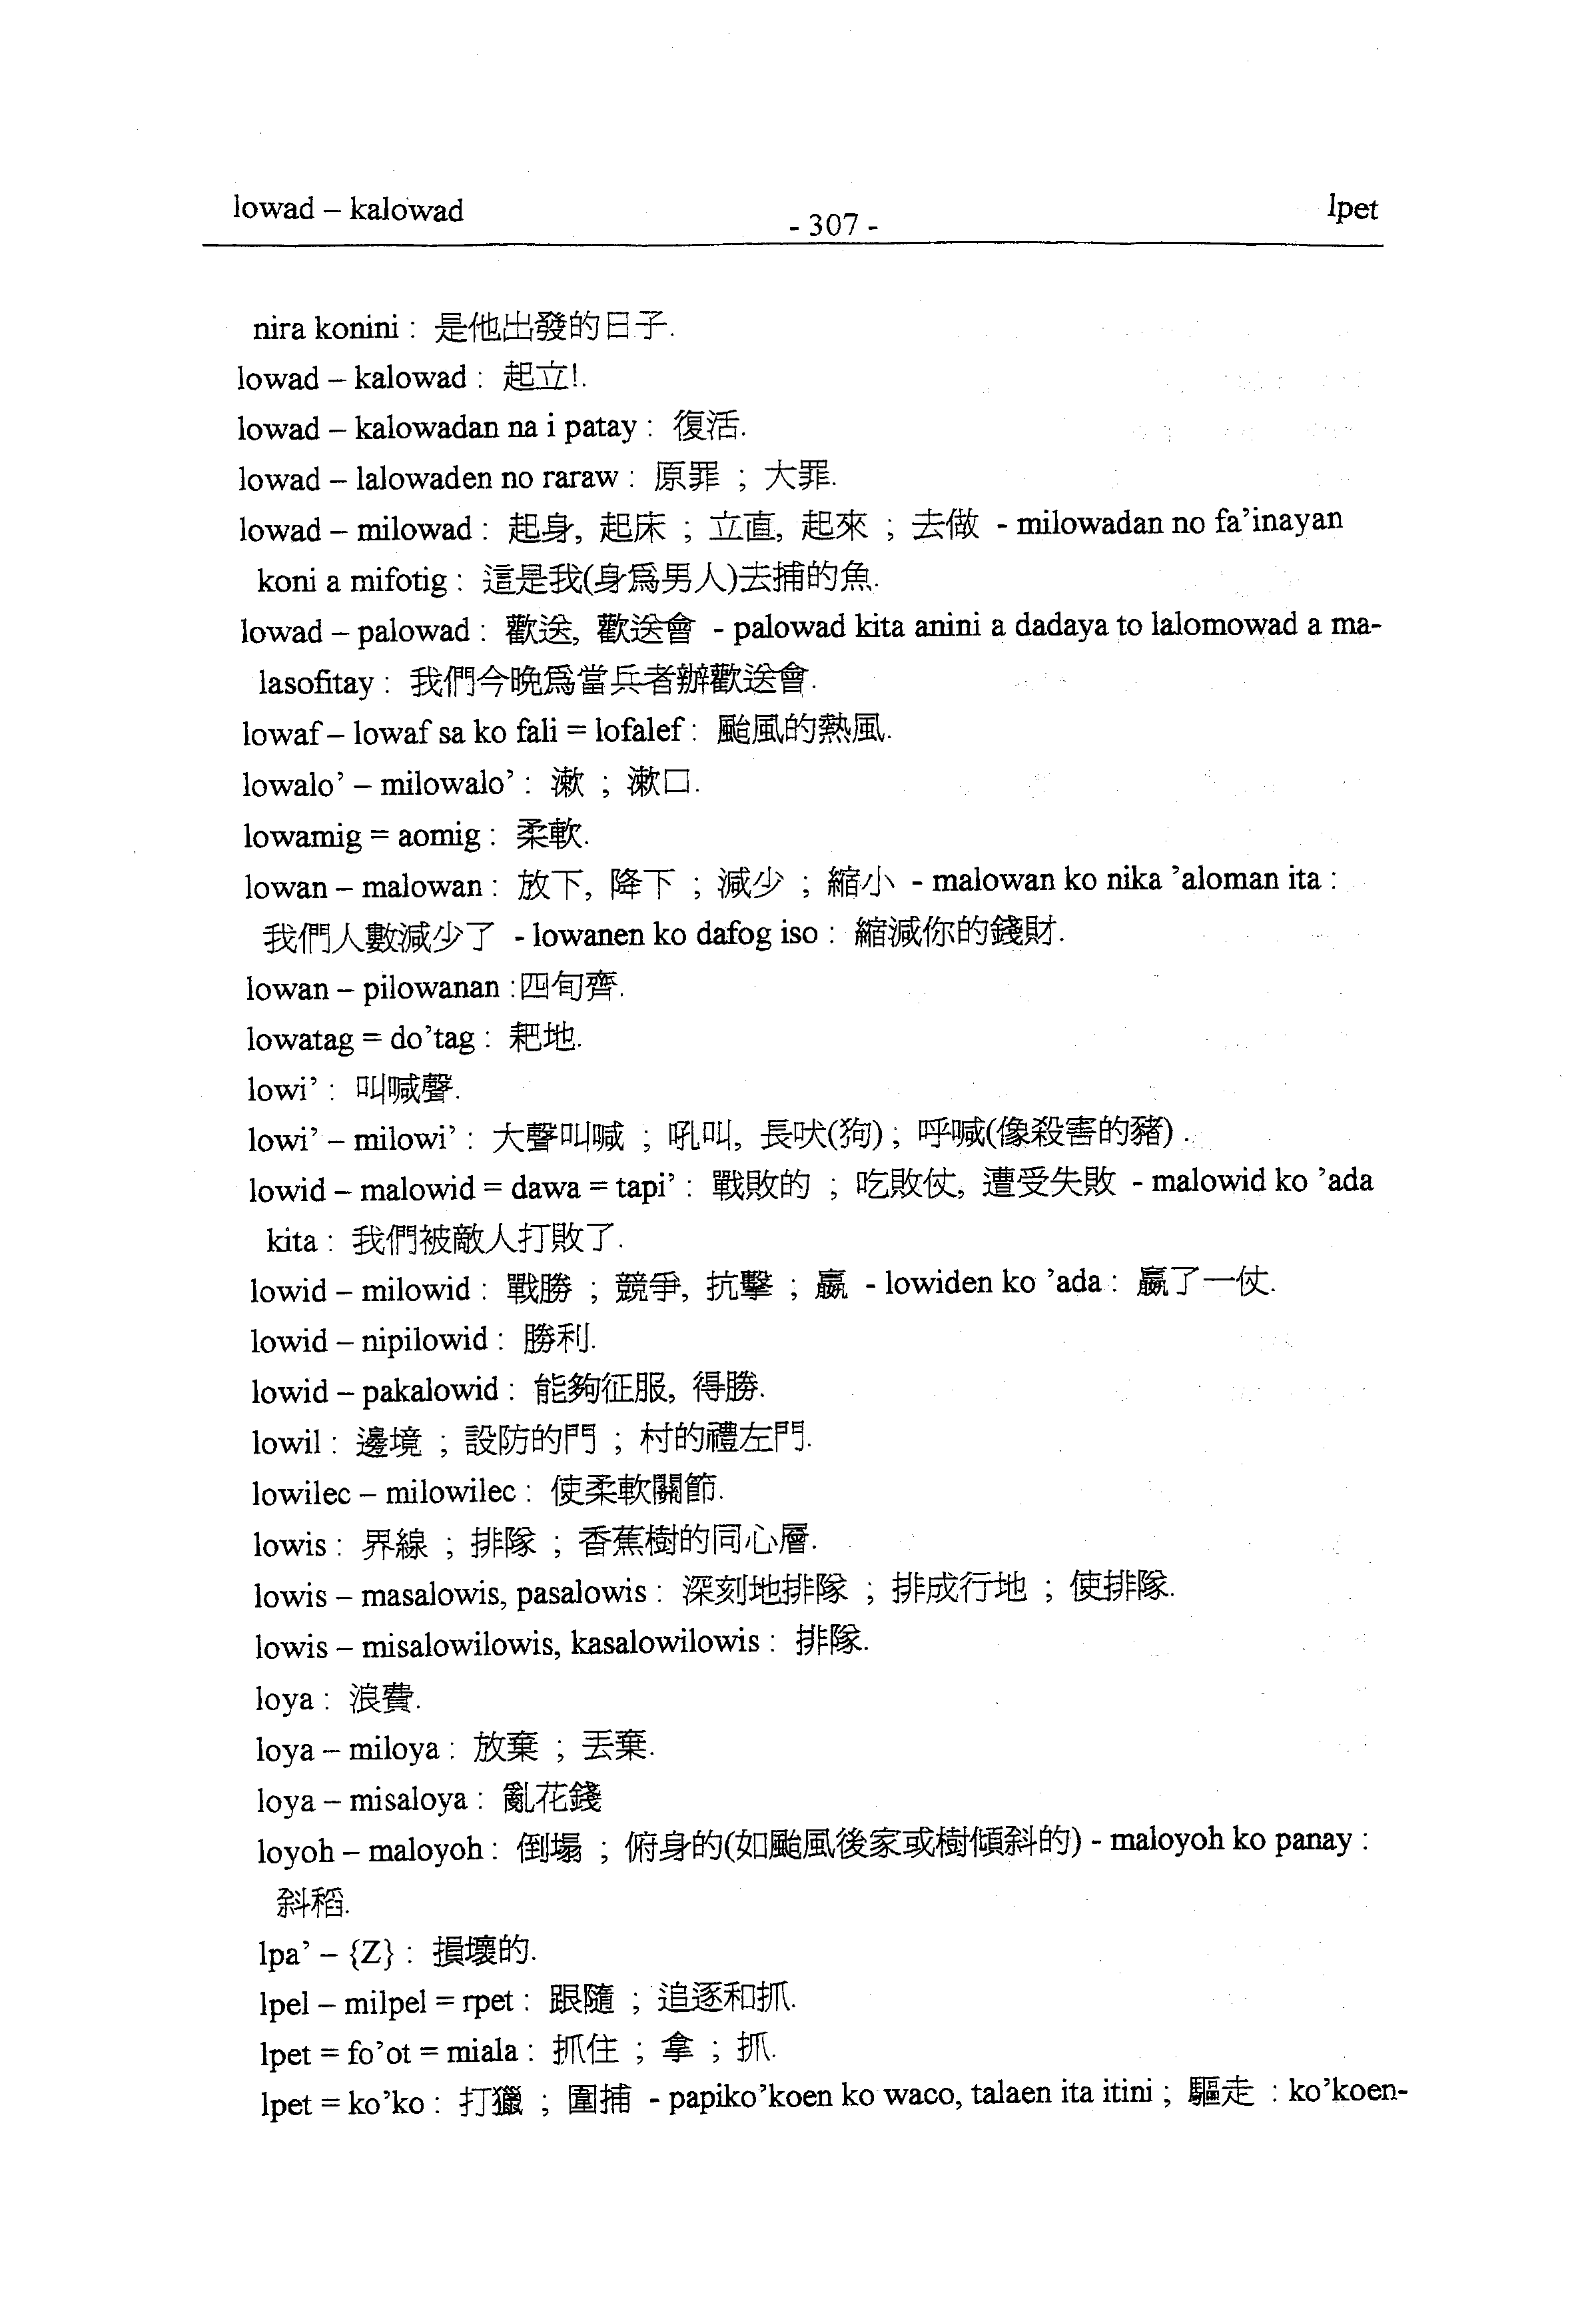 lowad – kalowad - 307 - lpet
nira konini : 是他出發的日子.
lowad – kalowad : 起立!.
lowad – kalowadan na i patay : 復活.
lowad – lalowaden no raraw : 原罪 ; 大罪.
lowad – milowad : 起身, 起床 ; 立直, 起來 ; 去做 - milowadan no fa’inayan
koni a mifotig : 這是我(身爲男人)去捕的魚.
lowad – palowad : 歡送, 歡送會 - palowad kita anini a dadaya to lalomowad a ma-
lasofitay : 我們今晚爲當兵者辦歡送會.
lowaf – lowaf sa ko fali = lofalef : 颱風的熱風.
lowalo’ – milowalo’ : 漱 ; 漱口.
lowamig = aomig : 柔軟.
lowan – malowan : 放下, 降下 ; 減少 ; 縮小 - malowan ko nika ’aloman ita :
我們人數減少了 - lowanen ko dafog iso : 縮減你的錢財.
lowan – pilowanan :四旬齊.
lowatag = do’tag : 耙地.
lowi’ : 叫喊聲.
lowi’ – milowi’ : 大聲叫喊 ; 吼叫, 長吠(狗) ; 呼喊(像殺害的豬) .
lowid – malowid = dawa = tapi’ : 戰敗的 ; 吃敗仗, 遭受失敗 - malowid ko ’ada
kita : 我們被敵人打敗了.
lowid – milowid : 戰勝 ; 競爭, 抗擊 ; 贏 - lowiden ko ’ada : 贏了一仗.
lowid – nipilowid : 勝利.
lowid – pakalowid : 能夠征服, 得勝.
lowil : 邊境 ; 設防的門 ; 村的禮左門.
lowilec – milowilec : 使柔軟關節.
lowis : 界線 ; 排隊 ; 香蕉樹的同心層.
lowis – masalowis, pasalowis : 深刻地排隊 ; 排成行地 ; 使排隊.
lowis – misalowilowis, kasalowilowis : 排隊.
loya : 浪費.
loya – miloya : 放棄 ; 丟棄.
loya – misaloya : 亂花錢
loyoh – maloyoh : 倒塌 ; 俯身的(如颱風後家或樹傾斜的) - maloyoh ko panay :
斜稻.
lpa’ – {Z} : 損壞的.
lpel – milpel = rpet : 跟隨 ; 追逐和抓.
lpet = fo’ot = miala : 抓住 ; 拿 ; 抓.
lpet = ko’ko : 打獵 ; 圍捕 - papiko’koen ko waco, talaen ita itini ; 驅走 : ko’koen-